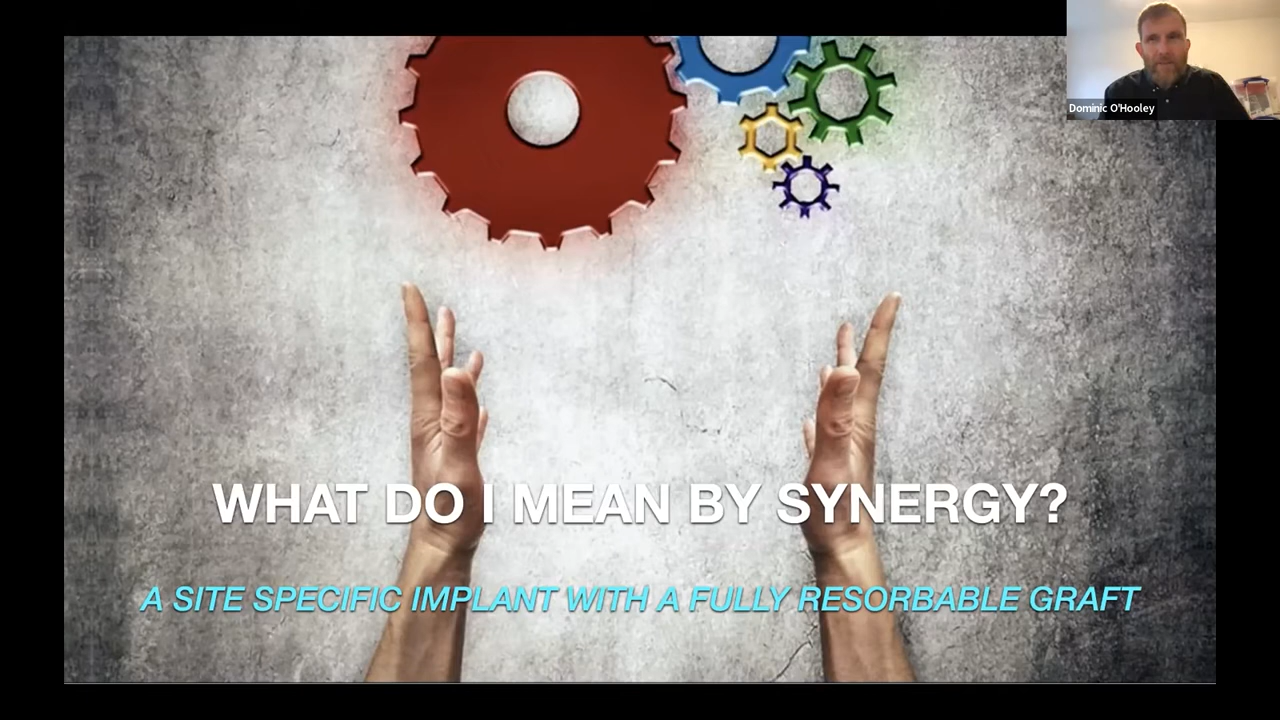 Dominic O'Hooley
WHAT DO I MEAN BY SYNERGY?
A SITE SPECIFIC IMPLANT WITH A FULLY RESORBABLE GRAFT